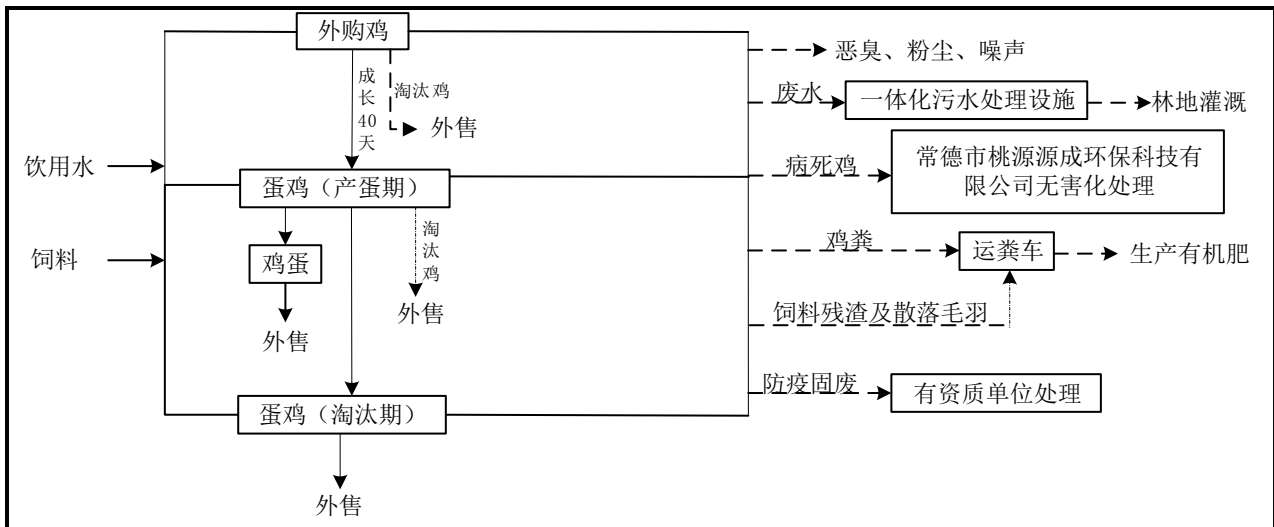 外购鸡
恶臭、粉尘、噪声
成长40天
淘汰鸡
外售
废水
一体化污水处理设施
林地灌溉
饮用水
病死鸡
常德市桃源源成环保科技有
限公司无害化处理
蛋鸡（产蛋期）
淘汰鸡
饲料
鸡蛋
鸡粪
运粪车
生产有机肥
外售
外售
饲料残渣及散落毛羽
防疫固废
有资质单位处理
蛋鸡（淘汰期）
外售